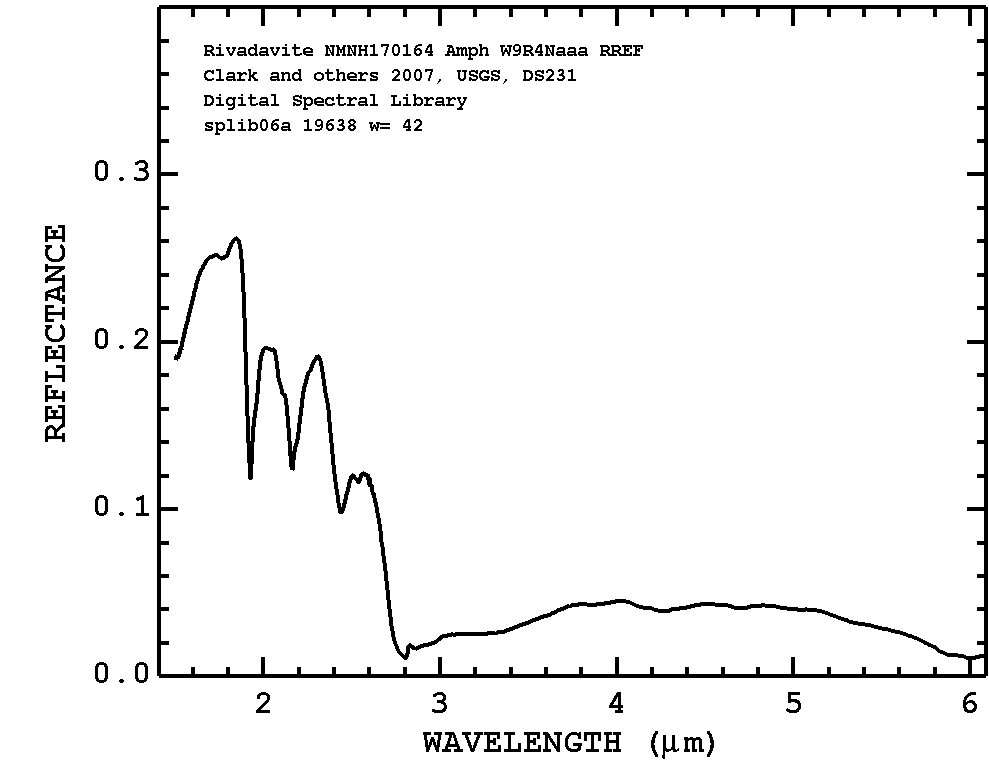 Rivadavite NMNH170164 Amph W9R4Naaa RREF
Clark and others 2007, USGS, DS231
Digital Spectral Library
splib06a 19638 w= 42
0.3
0.2
0.1
0.0
REFLECTANCE
2 3 4 5 6
WAVELENGTH (μm)